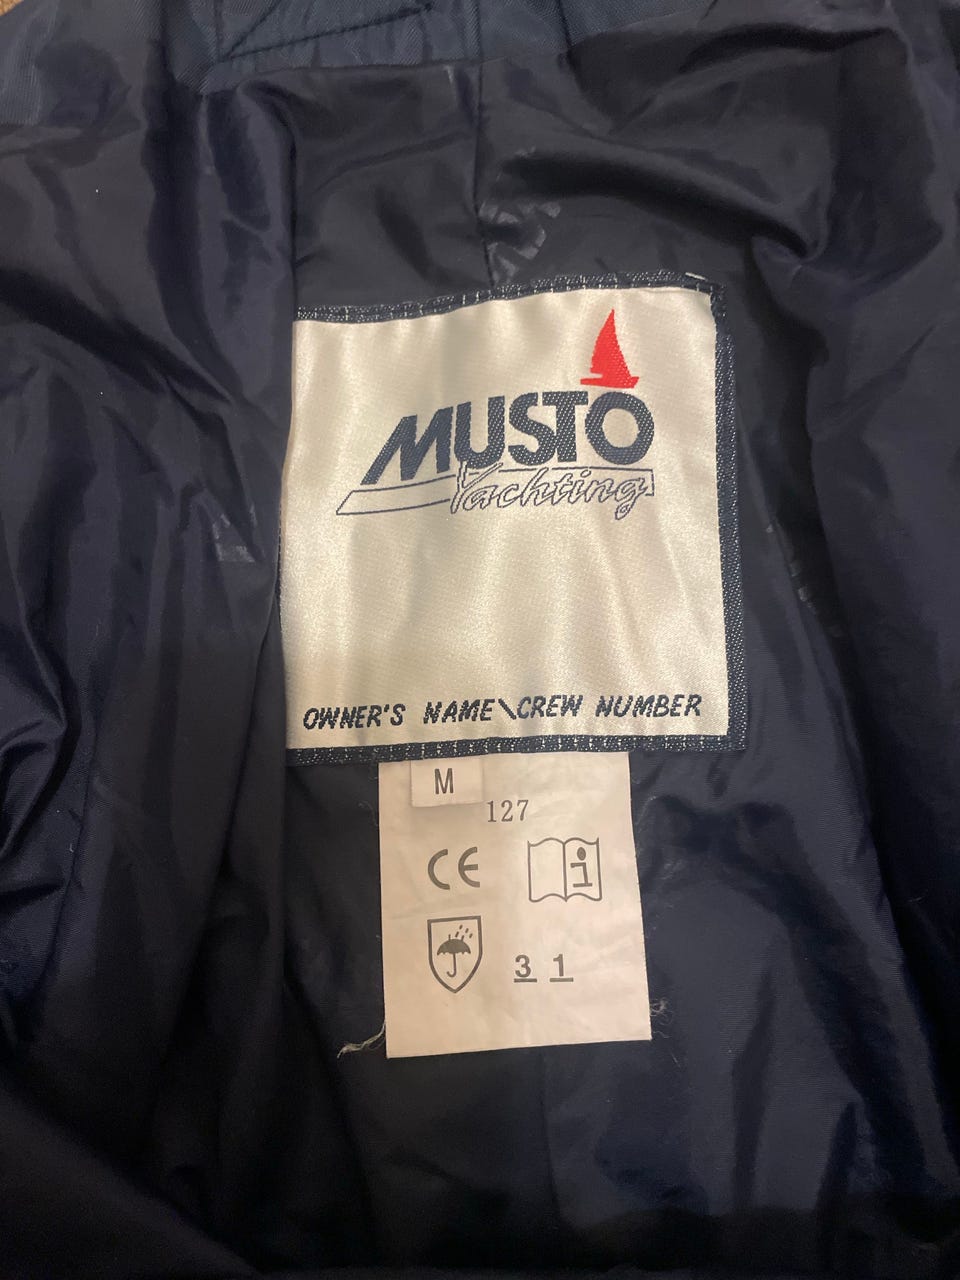 MUSTO
Yachting
OWNER'S NAME\CREW NUMBER
M
127
CE
i
3 1